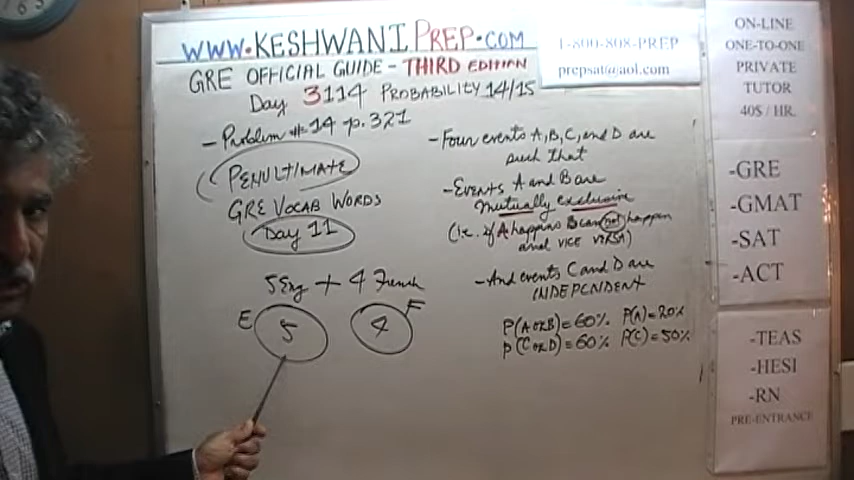 WWW.KESHWANIPREP.COM
GRE OFFICIAL GUIDE - THIRD EDITION
Day 3114 PROBABILITY 14/15
- Problem #14 p.321
PENULTIMATE
GRE VOCAB WORDS
Day 11
5 Eng + 4 French
E 5 4 F
- Four events A, B, C, and D are
such that
- Events A and B are
Mutually exclusive
(i.e. if A happens B can not happen
and VICE VERSA)
- And events C and D are
INDEPENDENT
P(A or B) = 60% P(A) = 20%
P(C or D) = 60% P(C) = 50%
1-800-808-PREP
prepsat@aol.com
ON-LINE
ONE-TO-ONE
PRIVATE
TUTOR
40$ / HR.
-GRE
-GMAT
-SAT
-ACT
-TEAS
-HESI
-RN
PRE-ENTRANCE